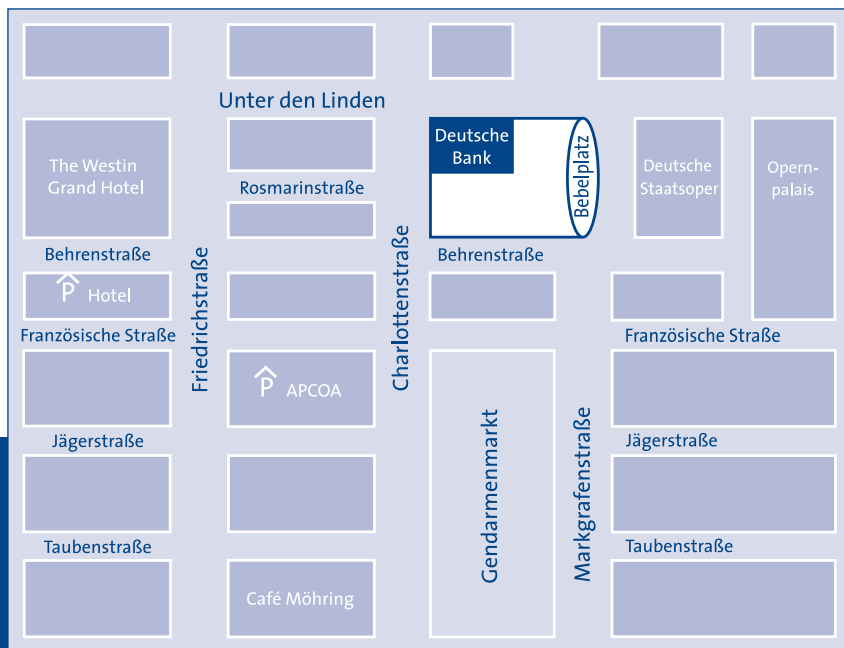 Unter den Linden
Deutsche
Bank
Bebelplatz
The Westin
Grand Hotel
Rosmarinstraße
Deutsche
Staatsoper
Opern-
palais
Behrenstraße
Behrenstraße
P Hotel
Friedrichstraße
Charlottenstraße
Französische Straße
Französische Straße
P APCOA
Jägerstraße
Gendarmenmarkt
Markgrafenstraße
Jägerstraße
Taubenstraße
Taubenstraße
Café Möhring